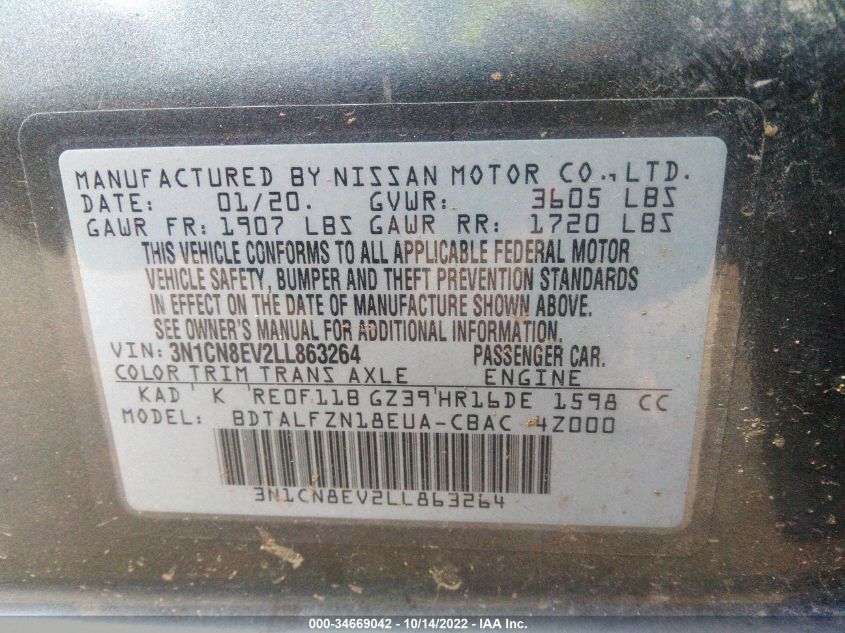 MANUFACTURED BY NISSAN MOTOR CO., LTD.
DATE: 01/20. GVWR: 3605 LBS
GAWR FR: 1907 LBS GAWR RR: 1720 LBS
THIS VEHICLE CONFORMS TO ALL APPLICABLE FEDERAL MOTOR
VEHICLE SAFETY, BUMPER AND THEFT PREVENTION STANDARDS
IN EFFECT ON THE DATE OF MANUFACTURE SHOWN ABOVE.
SEE OWNER'S MANUAL FOR ADDITIONAL INFORMATION.
VIN: 3N1CN8EV2LL863264 PASSENGER CAR.
COLOR TRIM TRANS AXLE ENGINE
KAD ' K 'RE0F11B GZ39'HR16DE 1598 CC
MODEL: BDTALFZN18EUA-CBAC-4Z000
3N1CN8EV2LL863264
000-34669042 - 10/14/2022 - IAA Inc.